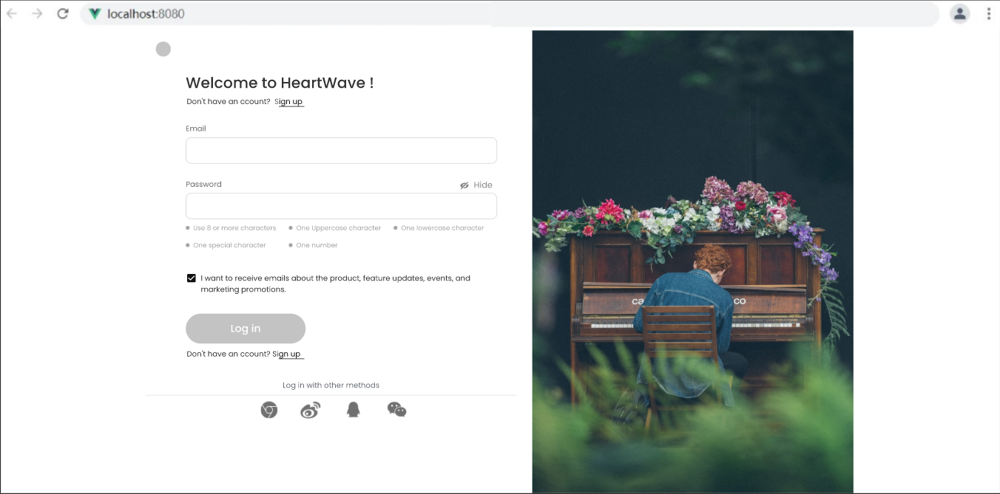 localhost:8080
Welcome to HeartWave !
Don't have an ccount? Sign up
Email
Password
Hide
Use 8 or more characters
One Uppercase character
One lowercase character
One special character
One number
I want to receive emails about the product, feature updates, events, and
marketing promotions.
ca
co
Log in
Don't have an ccount? Sign up
Log in with other methods